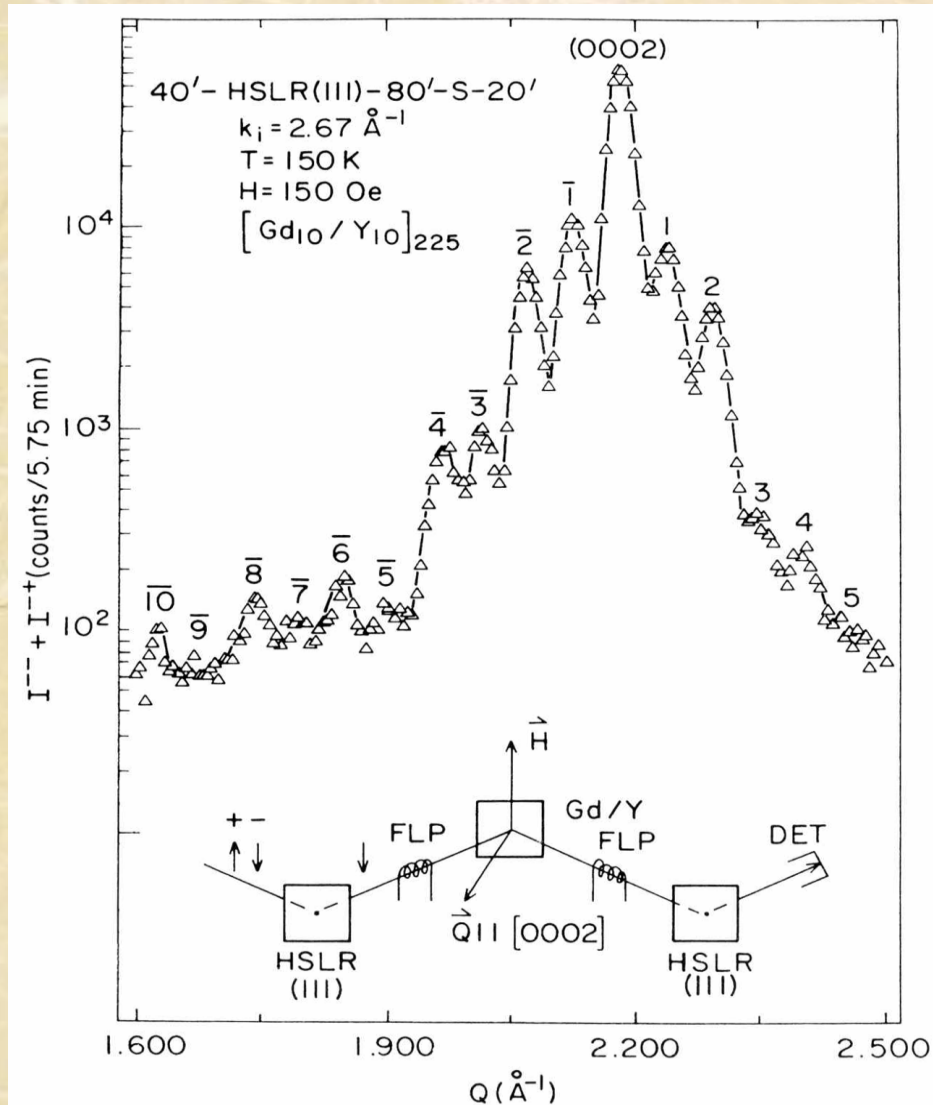 (0002)
40′- HSLR(111)-80′-S-20′
kᵢ = 2.67 Å⁻¹
T = 150 K
H = 150 Oe
[Gd₁₀ / Y₁₀]₂₂₅
1̄
1
2̄
2
3̄
4̄
3
4
5
5̄
6̄
7̄
8̄
9̄
1̄0̄
10⁴
10³
10²
I⁻⁻ + I⁻⁺ (counts/5.75 min)
H⃗
Gd/Y
+ -
FLP
FLP
DET
Q⃗ 11 [0002]
HSLR
(111)
HSLR
(111)
1.600
1.900
2.200
2.500
Q (Å⁻¹)